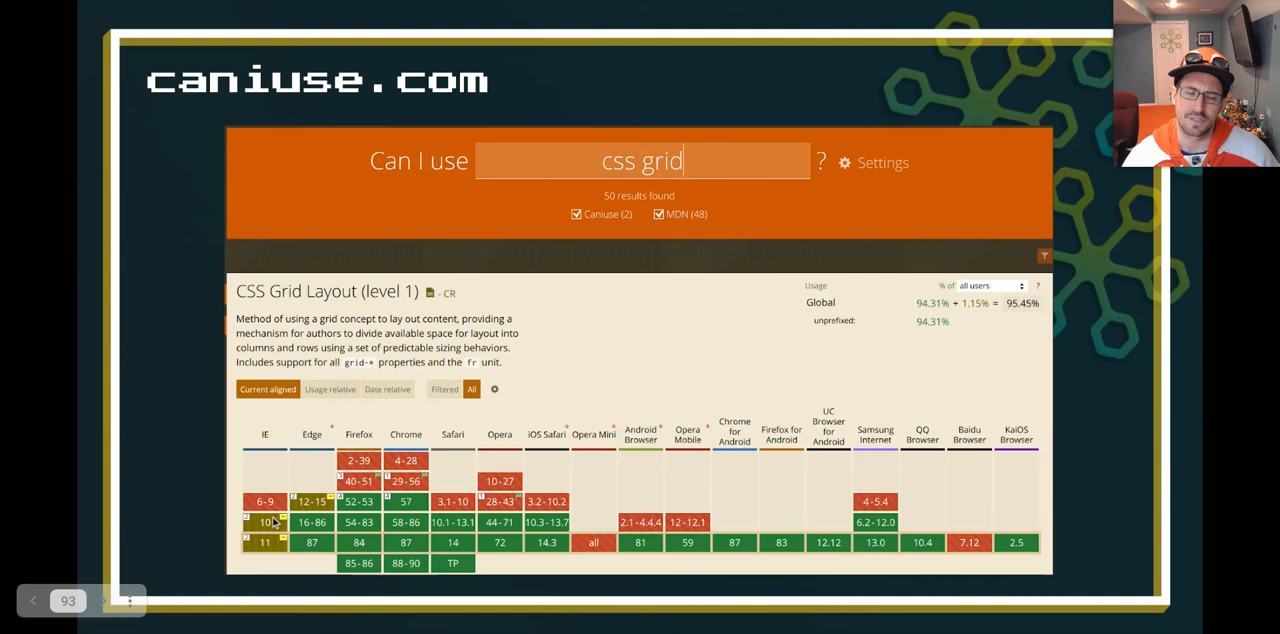 caniuse.com
Can I use css grid ? Settings
50 results found
Caniuse (2) MDN (48)
CSS Grid Layout (level 1) - CR
Usage % of all users ?
Global 94.31% + 1.15% = 95.45%
unprefixed: 94.31%
Method of using a grid concept to lay out content, providing a
mechanism for authors to divide available space for layout into
columns and rows using a set of predictable sizing behaviors.
Includes support for all grid-* properties and the fr unit.
Current aligned Usage relative Date relative Filtered All
IE Edge * Firefox Chrome Safari Opera iOS Safari * Opera Mini * Android Browser * Opera Mobile * Chrome for Android Firefox for Android UC Browser for Android Samsung Internet QQ Browser Baidu Browser KaiOS Browser
2-39 4-28
3 40-51 1 29-56 10-27
6-9 2 12-15 4 52-53 4 57 3.1-10 1 28-43 3.2-10.2 4-5.4
2 10 16-86 54-83 58-86 10.1-13.1 44-71 10.3-13.7 2.1-4.4.4 12-12.1 6.2-12.0
2 11 87 84 87 14 72 14.3 all 81 59 87 83 12.12 13.0 10.4 7.12 2.5
85-86 88-90 TP
93